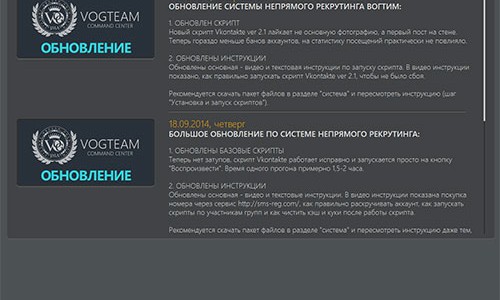 VOGTEAM
COMMAND CENTER
ОБНОВЛЕНИЕ
ОБНОВЛЕНИЕ СИСТЕМЫ НЕПРЯМОГО РЕКРУТИНГА ВОГТИМ:
1. ОБНОВЛЕН СКРИПТ
Новый скрипт Vkontakte ver 2.1 лайкает не основную фотографию, а первый пост на стене.
Теперь гораздо меньше банов аккаунтов, на статистику посещений практически не повлияло.
2. ОБНОВЛЕНЫ ИНСТРУКЦИИ
Обновлены основная - видео и текстовая инструкции по запуску скрипта. В видео инструкции
показано, как правильно запускать скрипт Vkontakte ver 2.1, чтобы не было сбоя.
Рекомендуется скачать пакет файлов в разделе "система" и пересмотреть инструкцию (шаг
"Установка и запуск скриптов").
VOGTEAM
COMMAND CENTER
ОБНОВЛЕНИЕ
18.09.2014, четверг
БОЛЬШОЕ ОБНОВЛЕНИЕ ПО СИСТЕМЕ НЕПРЯМОГО РЕКРУТИНГА:
1. ОБНОВЛЕНЫ БАЗОВЫЕ СКРИПТЫ
Теперь нет затупов, скрипт Vkontakte работает исправно и запускается просто на кнопку
"Воспроизвести". Время одного прогона примерно 1,5-2 часа.
2. ОБНОВЛЕНЫ ИНСТРУКЦИИ
Обновлены основная - видео и текстовые инструкции. В видео инструкции показана покупка
номера через сервис http://sms-reg.com/, как правильно раскручивать аккаунт, как запускать
скрипты по участникам групп и как чистить кэш и куки после работы скрипта.
Рекомендуется скачать пакет файлов в разделе "система" и пересмотреть инструкции даже тем,